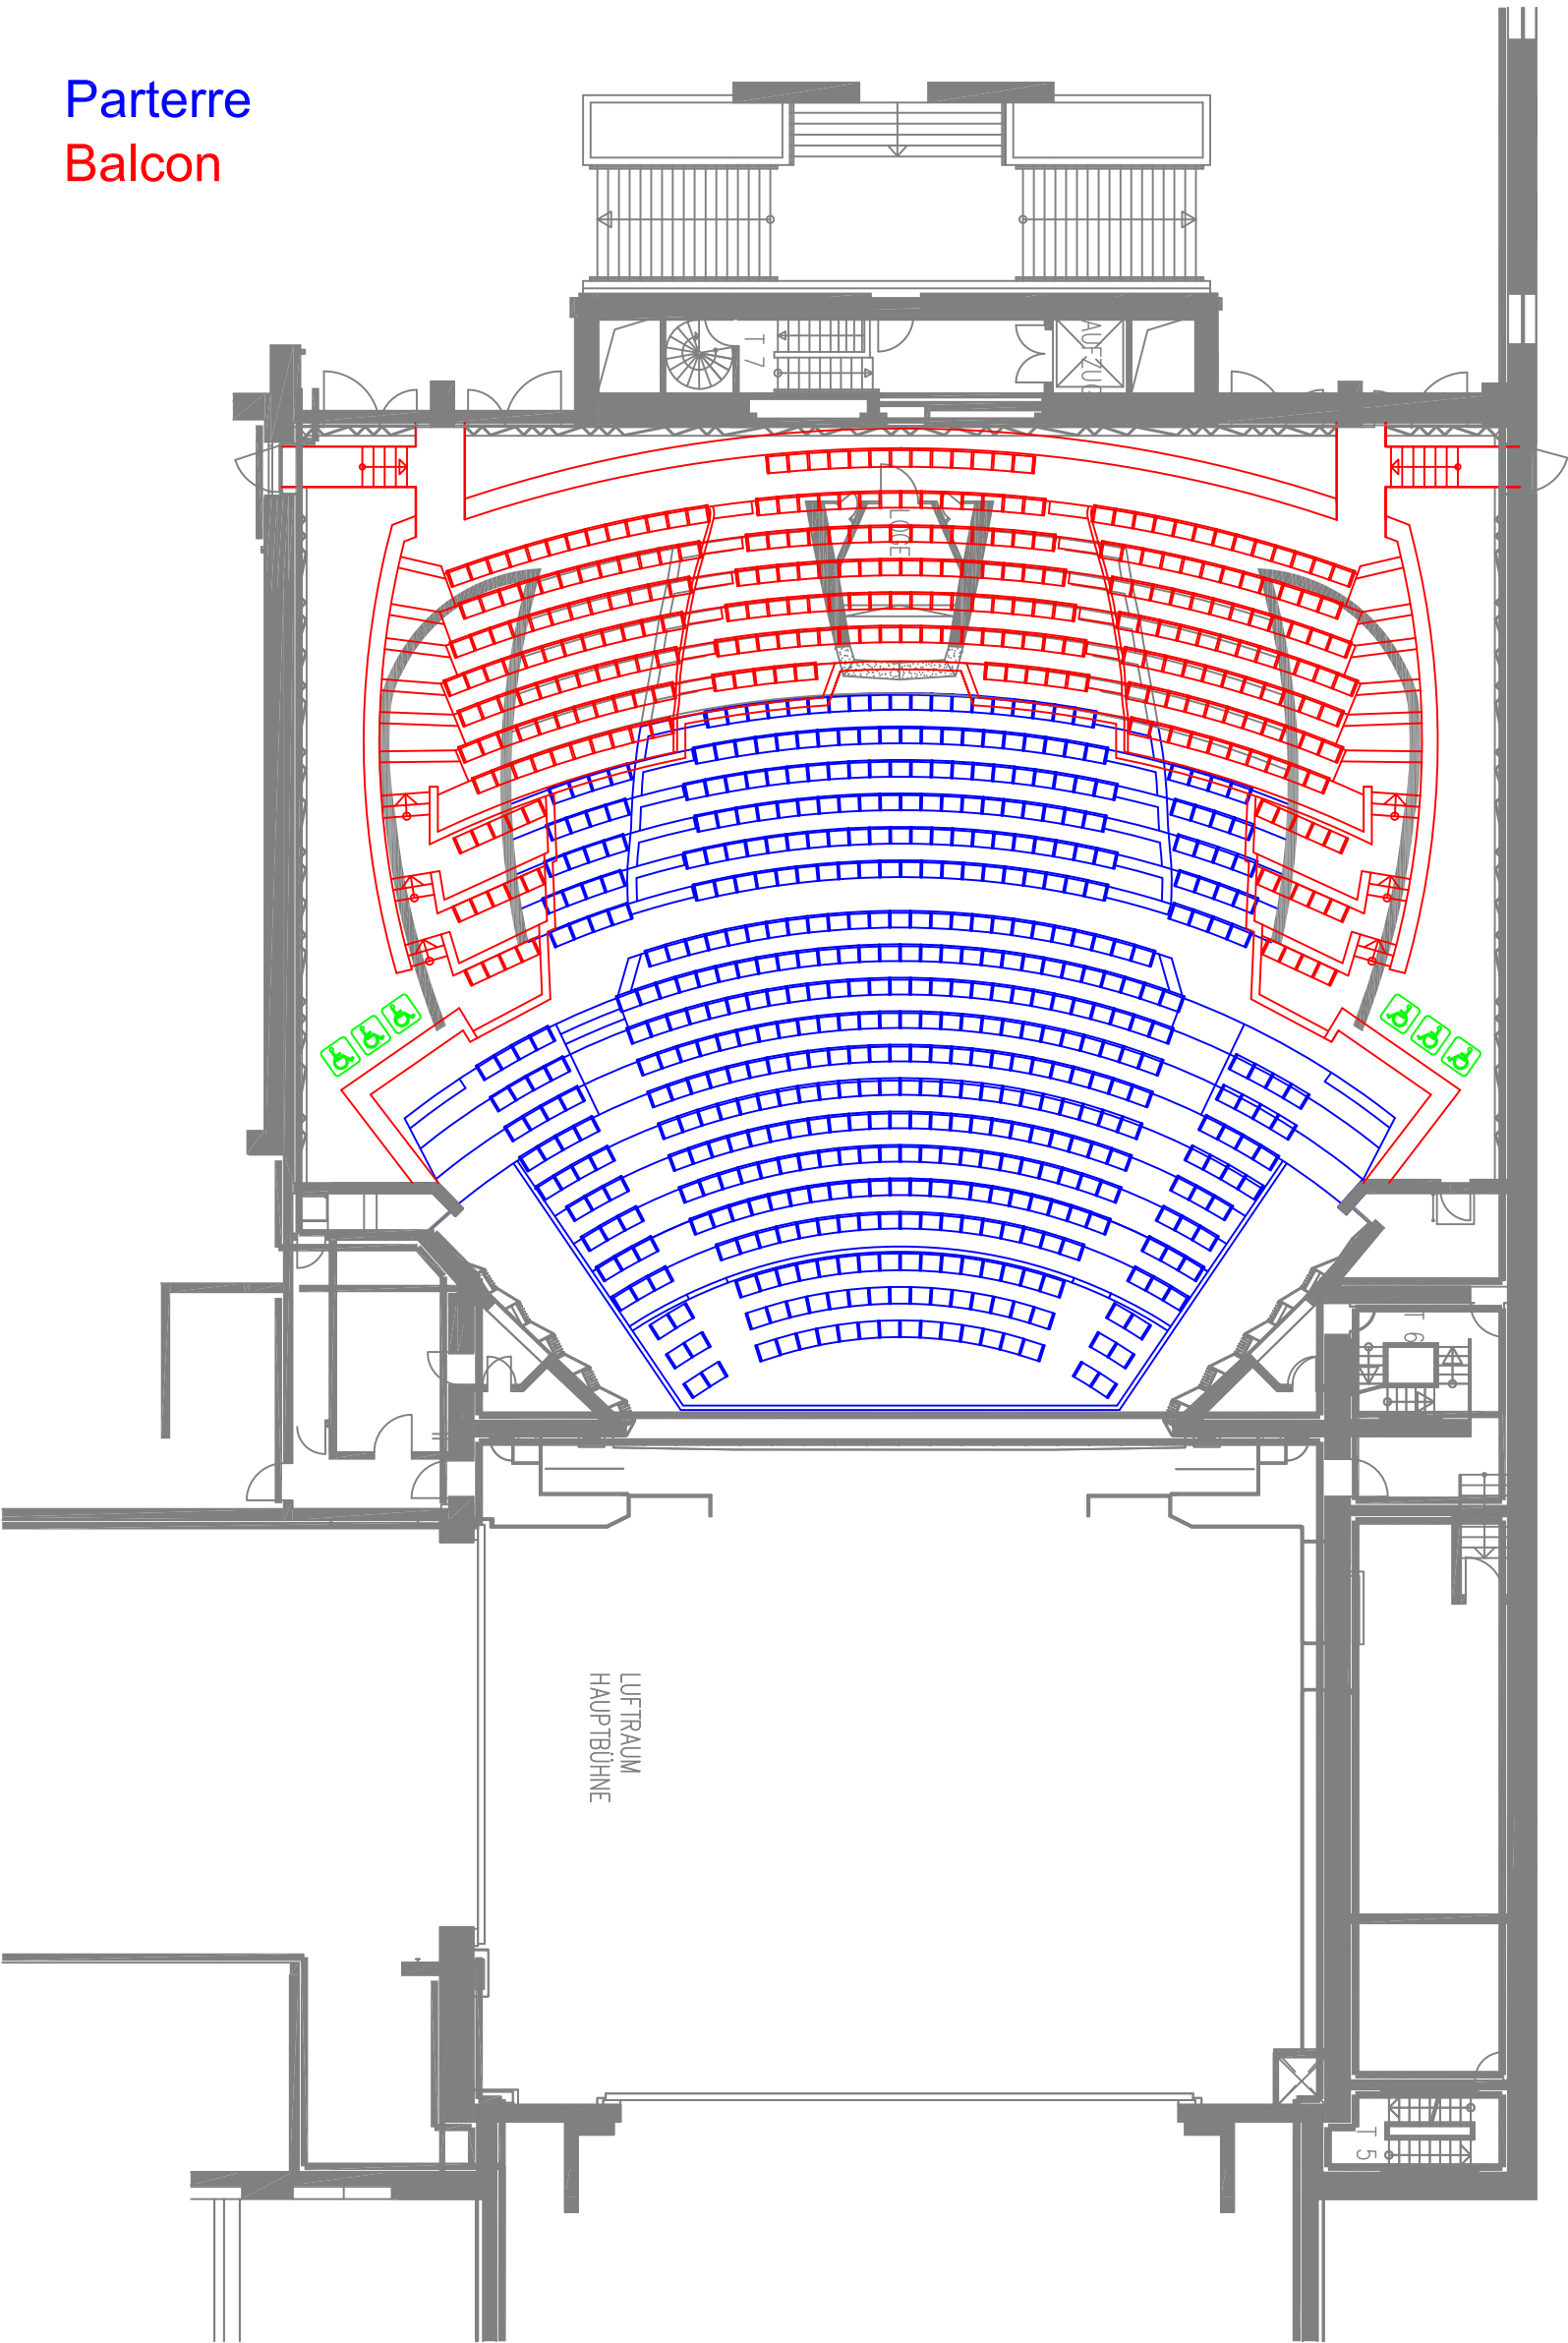 Parterre
Balcon
T 7
AUFZUG
LOGE
T 6
LUFTRAUM
HAUPTBÜHNE
T 5